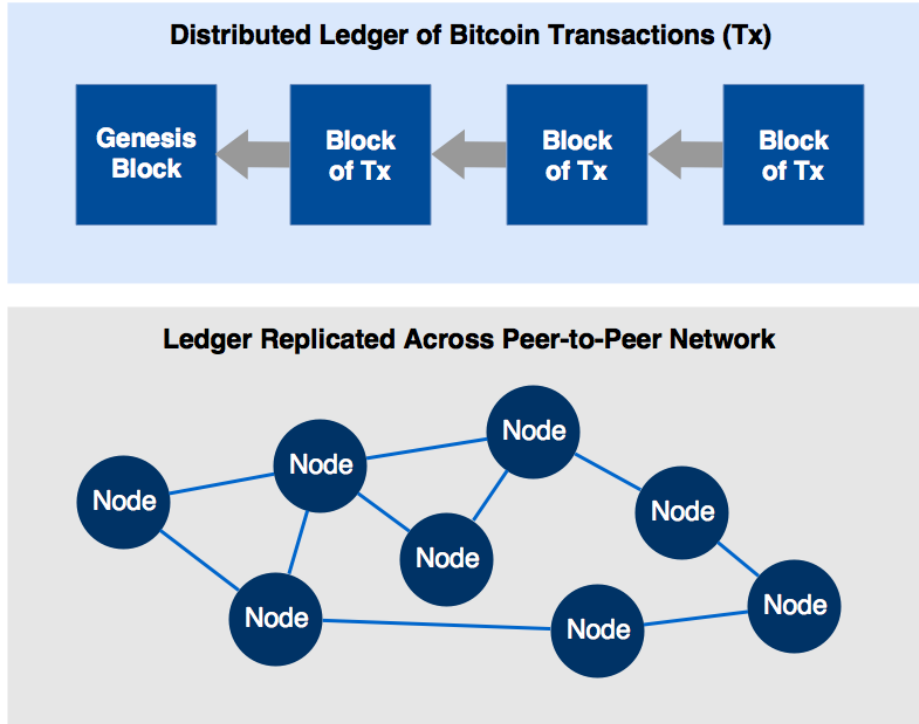 Distributed Ledger of Bitcoin Transactions (Tx)
Genesis
Block
Block
of Tx
Block
of Tx
Block
of Tx
Ledger Replicated Across Peer-to-Peer Network
Node
Node
Node
Node
Node
Node
Node
Node